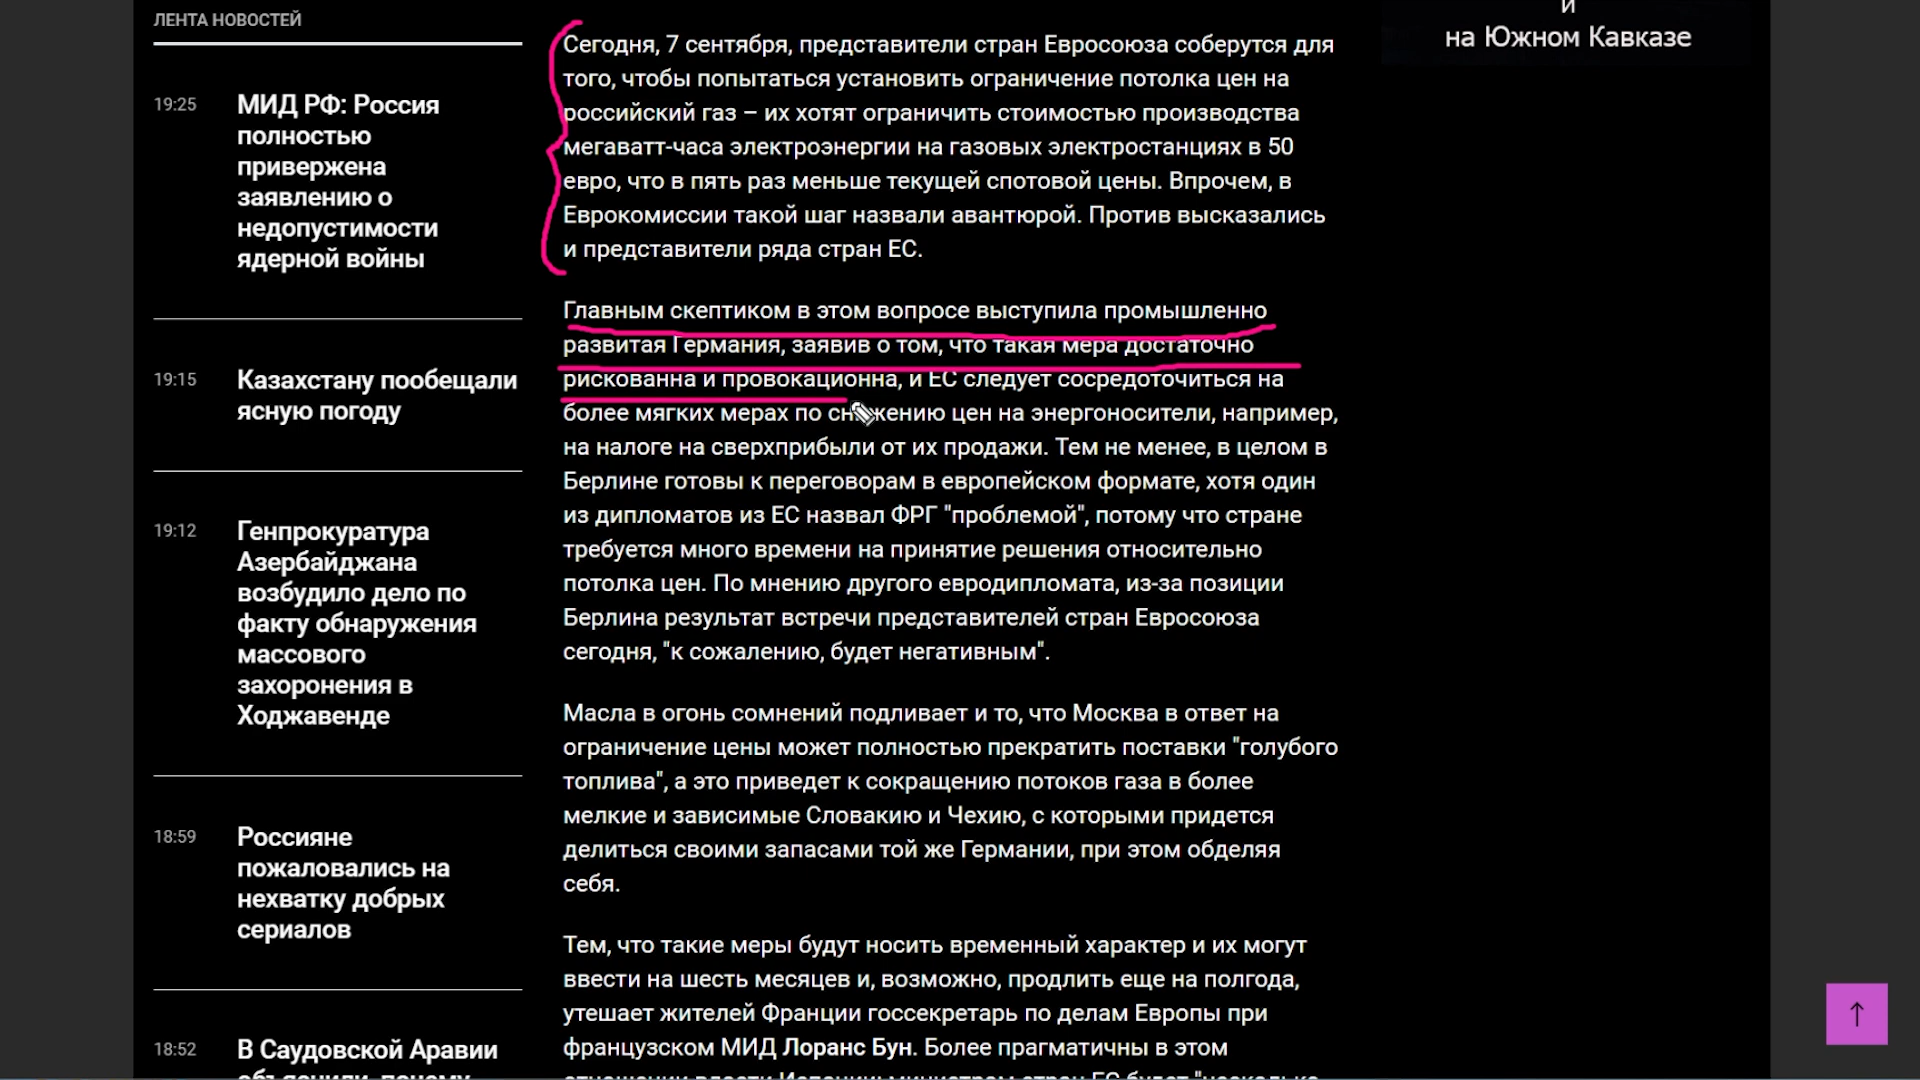 ЛЕНТА НОВОСТЕЙ
19:25
МИД РФ: Россия
полностью
привержена
заявлению о
недопустимости
ядерной войны
19:15
Казахстану пообещали
ясную погоду
19:12
Генпрокуратура
Азербайджана
возбудило дело по
факту обнаружения
массового
захоронения в
Ходжавенде
18:59
Россияне
пожаловались на
нехватку добрых
сериалов
18:52
В Саудовской Аравии
объяснили, почему
Сегодня, 7 сентября, представители стран Евросоюза соберутся для
того, чтобы попытаться установить ограничение потолка цен на
российский газ – их хотят ограничить стоимостью производства
мегаватт-часа электроэнергии на газовых электростанциях в 50
евро, что в пять раз меньше текущей спотовой цены. Впрочем, в
Еврокомиссии такой шаг назвали авантюрой. Против высказались
и представители ряда стран ЕС.
Главным скептиком в этом вопросе выступила промышленно
развитая Германия, заявив о том, что такая мера достаточно
рискованна и провокационна, и ЕС следует сосредоточиться на
более мягких мерах по снижению цен на энергоносители, например,
на налоге на сверхприбыли от их продажи. Тем не менее, в целом в
Берлине готовы к переговорам в европейском формате, хотя один
из дипломатов из ЕС назвал ФРГ "проблемой", потому что стране
требуется много времени на принятие решения относительно
потолка цен. По мнению другого евродипломата, из-за позиции
Берлина результат встречи представителей стран Евросоюза
сегодня, "к сожалению, будет негативным".
Масла в огонь сомнений подливает и то, что Москва в ответ на
ограничение цены может полностью прекратить поставки "голубого
топлива", а это приведет к сокращению потоков газа в более
мелкие и зависимые Словакию и Чехию, с которыми придется
делиться своими запасами той же Германии, при этом обделяя
себя.
Тем, что такие меры будут носить временный характер и их могут
ввести на шесть месяцев и, возможно, продлить еще на полгода,
утешает жителей Франции госсекретарь по делам Европы при
французском МИД Лоранс Бун. Более прагматичны в этом
и
на Южном Кавказе